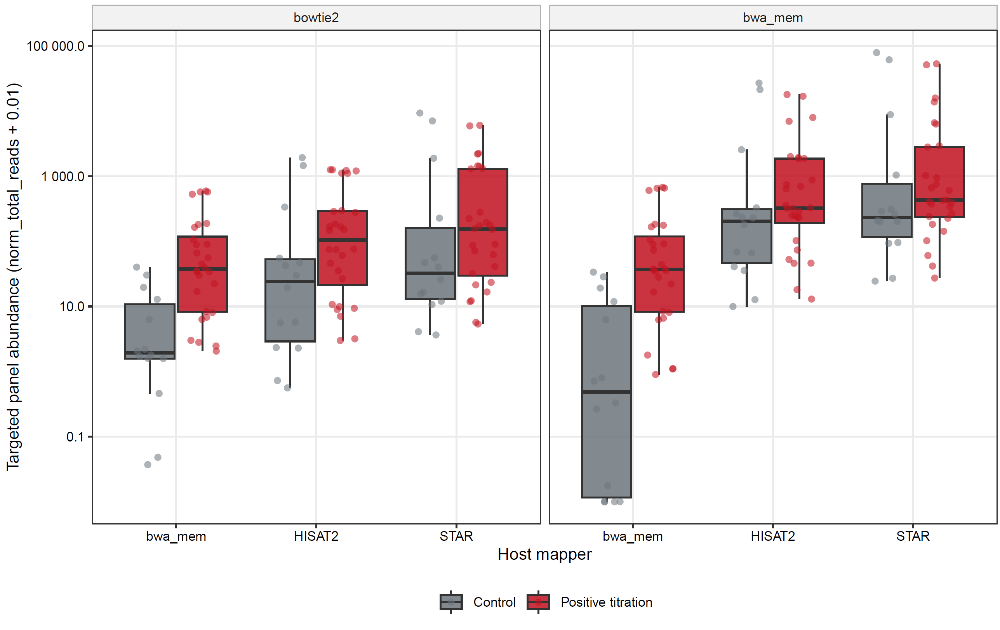 bowtie2
bwa_mem
Targeted panel abundance (norm_total_reads + 0.01)
100 000.0
1 000.0
10.0
0.1
bwa_mem
HISAT2
STAR
bwa_mem
HISAT2
STAR
Host mapper
Control
Positive titration